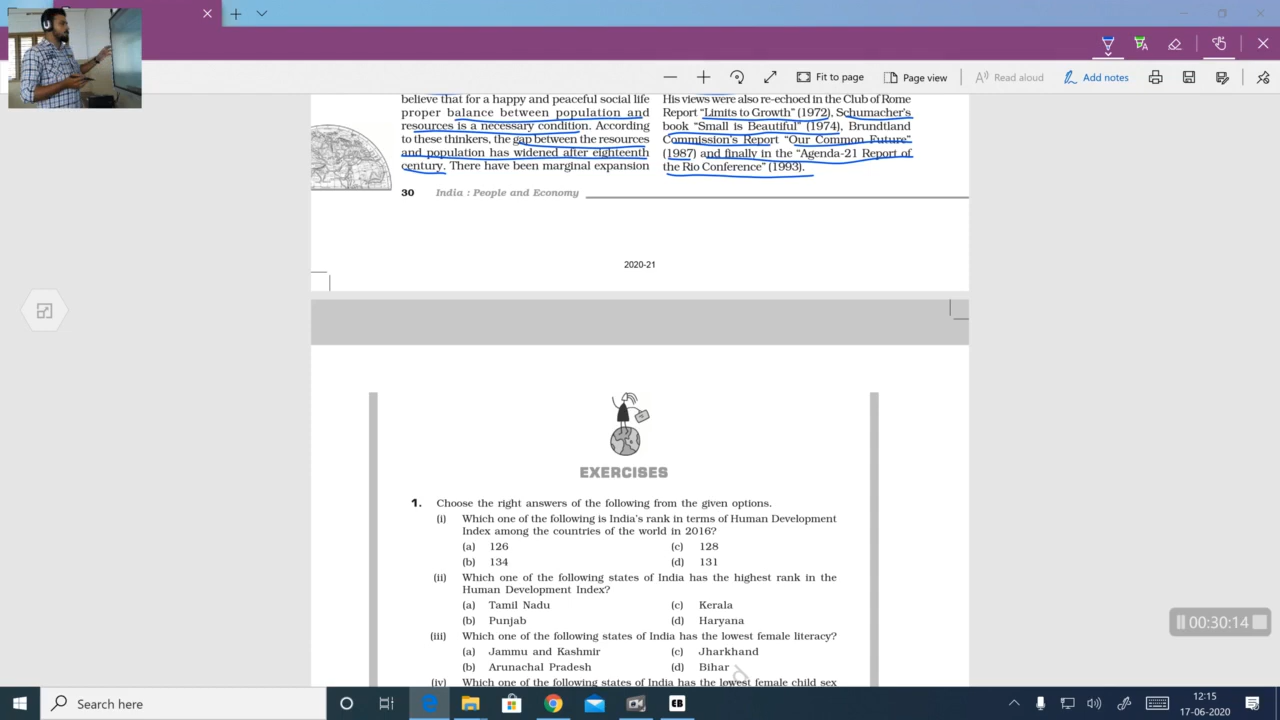 Fit to page
Page view
Read aloud
Add notes
believe that for a happy and peaceful social life
proper balance between population and
resources is a necessary condition. According
to these thinkers, the gap between the resources
and population has widened after eighteenth
century. There have been marginal expansion
His views were also re-echoed in the Club of Rome
Report “Limits to Growth” (1972), Schumacher's
book “Small is Beautiful” (1974), Brundtland
Commission's Report “Our Common Future”
(1987) and finally in the “Agenda-21 Report of
the Rio Conference” (1993).
30 India : People and Economy
2020-21
EXERCISES
1. Choose the right answers of the following from the given options.
(i) Which one of the following is India's rank in terms of Human Development
Index among the countries of the world in 2016?
(a) 126 (c) 128
(b) 134 (d) 131
(ii) Which one of the following states of India has the highest rank in the
Human Development Index?
(a) Tamil Nadu (c) Kerala
(b) Punjab (d) Haryana
(iii) Which one of the following states of India has the lowest female literacy?
(a) Jammu and Kashmir (c) Jharkhand
(b) Arunachal Pradesh (d) Bihar
(iv) Which one of the following states of India has the lowest female child sex
00:30:14
Search here
EB
12:15
17-06-2020